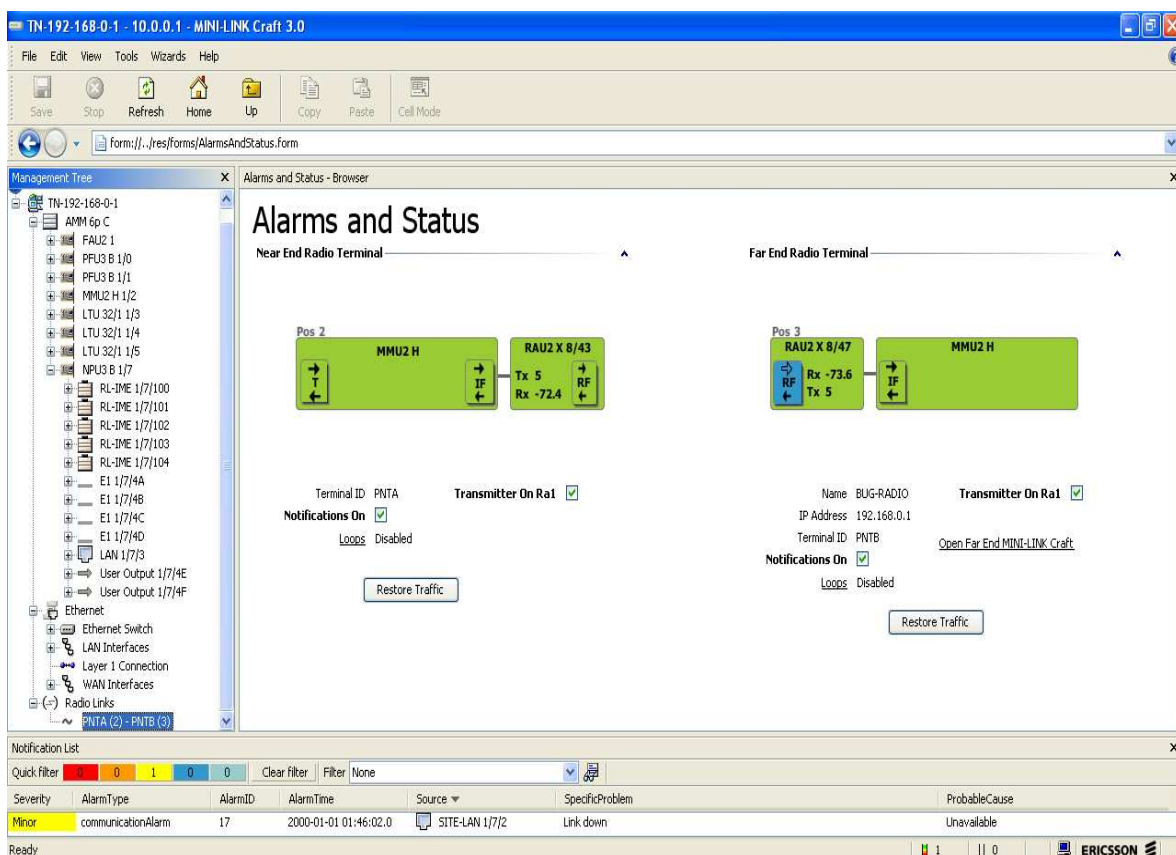 TN-192-168-0-1 - 10.0.0.1 - MINI-LINK Craft 3.0
File Edit View Tools Wizards Help
Save Stop Refresh Home Up Copy Paste Cell Mode
form://../res/forms/AlarmsAndStatus.form
Management Tree X
TN-192-168-0-1
AMM 6p C
FAU2 1
PFU3 B 1/0
PFU3 B 1/1
MMU2 H 1/2
LTU 32/1 1/3
LTU 32/1 1/4
LTU 32/1 1/5
NPU3 B 1/7
RL-IME 1/7/100
RL-IME 1/7/101
RL-IME 1/7/102
RL-IME 1/7/103
RL-IME 1/7/104
E1 1/7/4A
E1 1/7/4B
E1 1/7/4C
E1 1/7/4D
LAN 1/7/3
User Output 1/7/4E
User Output 1/7/4F
Ethernet
Ethernet Switch
LAN Interfaces
Layer 1 Connection
WAN Interfaces
Radio Links
PNTA (2) - PNTB (3)
Alarms and Status - Browser x
Alarms and Status
Near End Radio Terminal
Pos 2
MMU2 H
T
IF
RAU2 X 8/43
Tx 5
Rx -72.4
RF
Terminal ID PNTA
Transmitter On Ra1
Notifications On
Loops Disabled
Restore Traffic
Far End Radio Terminal
Pos 3
RAU2 X 8/47
RF
Rx -73.6
Tx 5
MMU2 H
IF
Name BUG-RADIO
Transmitter On Ra1
IP Address 192.168.0.1
Terminal ID PNTB
Open Far End MINI-LINK Craft
Notifications On
Loops Disabled
Restore Traffic
Notification List x
Quick filter 0 0 1 0 0 Clear filter Filter None
Severity AlarmType AlarmID AlarmTime Source SpecificProblem ProbableCause
Minor communicationAlarm 17 2000-01-01 01:46:02.0 SITE-LAN 1/7/2 Link down Unavailable
Ready 1 0 ERICSSON